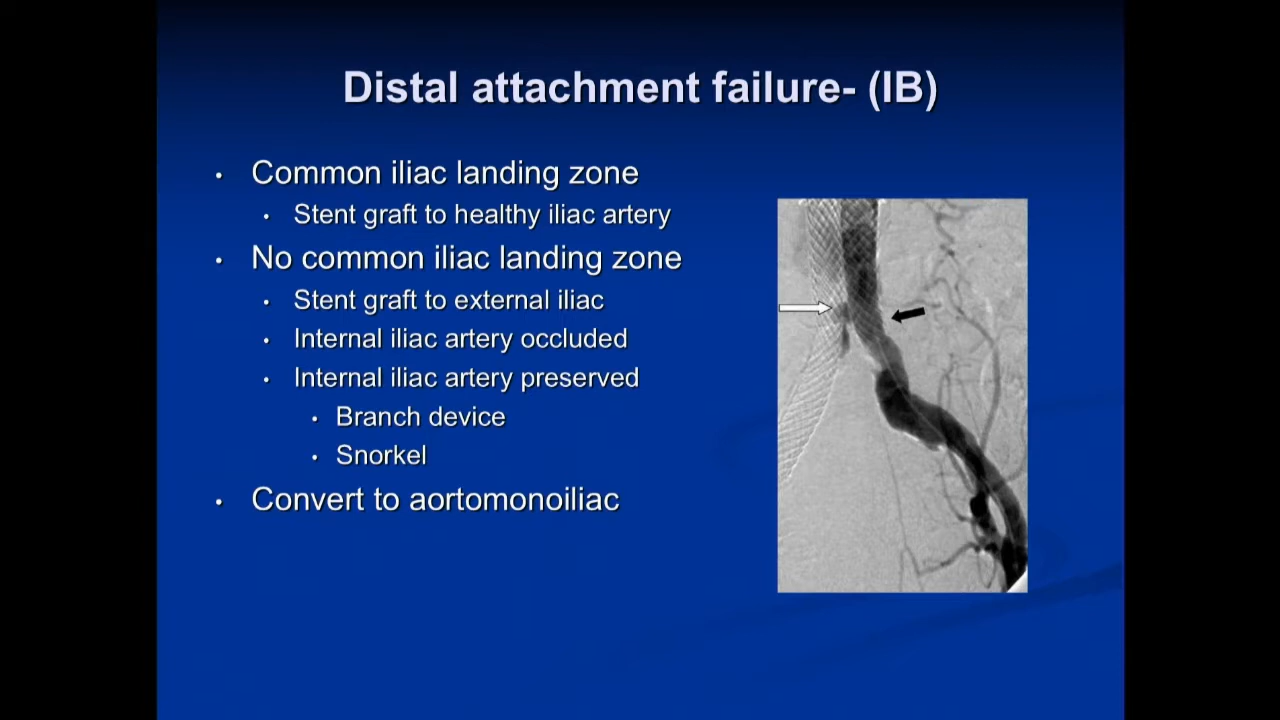 Distal attachment failure- (IB)
• Common iliac landing zone
• Stent graft to healthy iliac artery
• No common iliac landing zone
• Stent graft to external iliac
• Internal iliac artery occluded
• Internal iliac artery preserved
• Branch device
• Snorkel
• Convert to aortomonoiliac